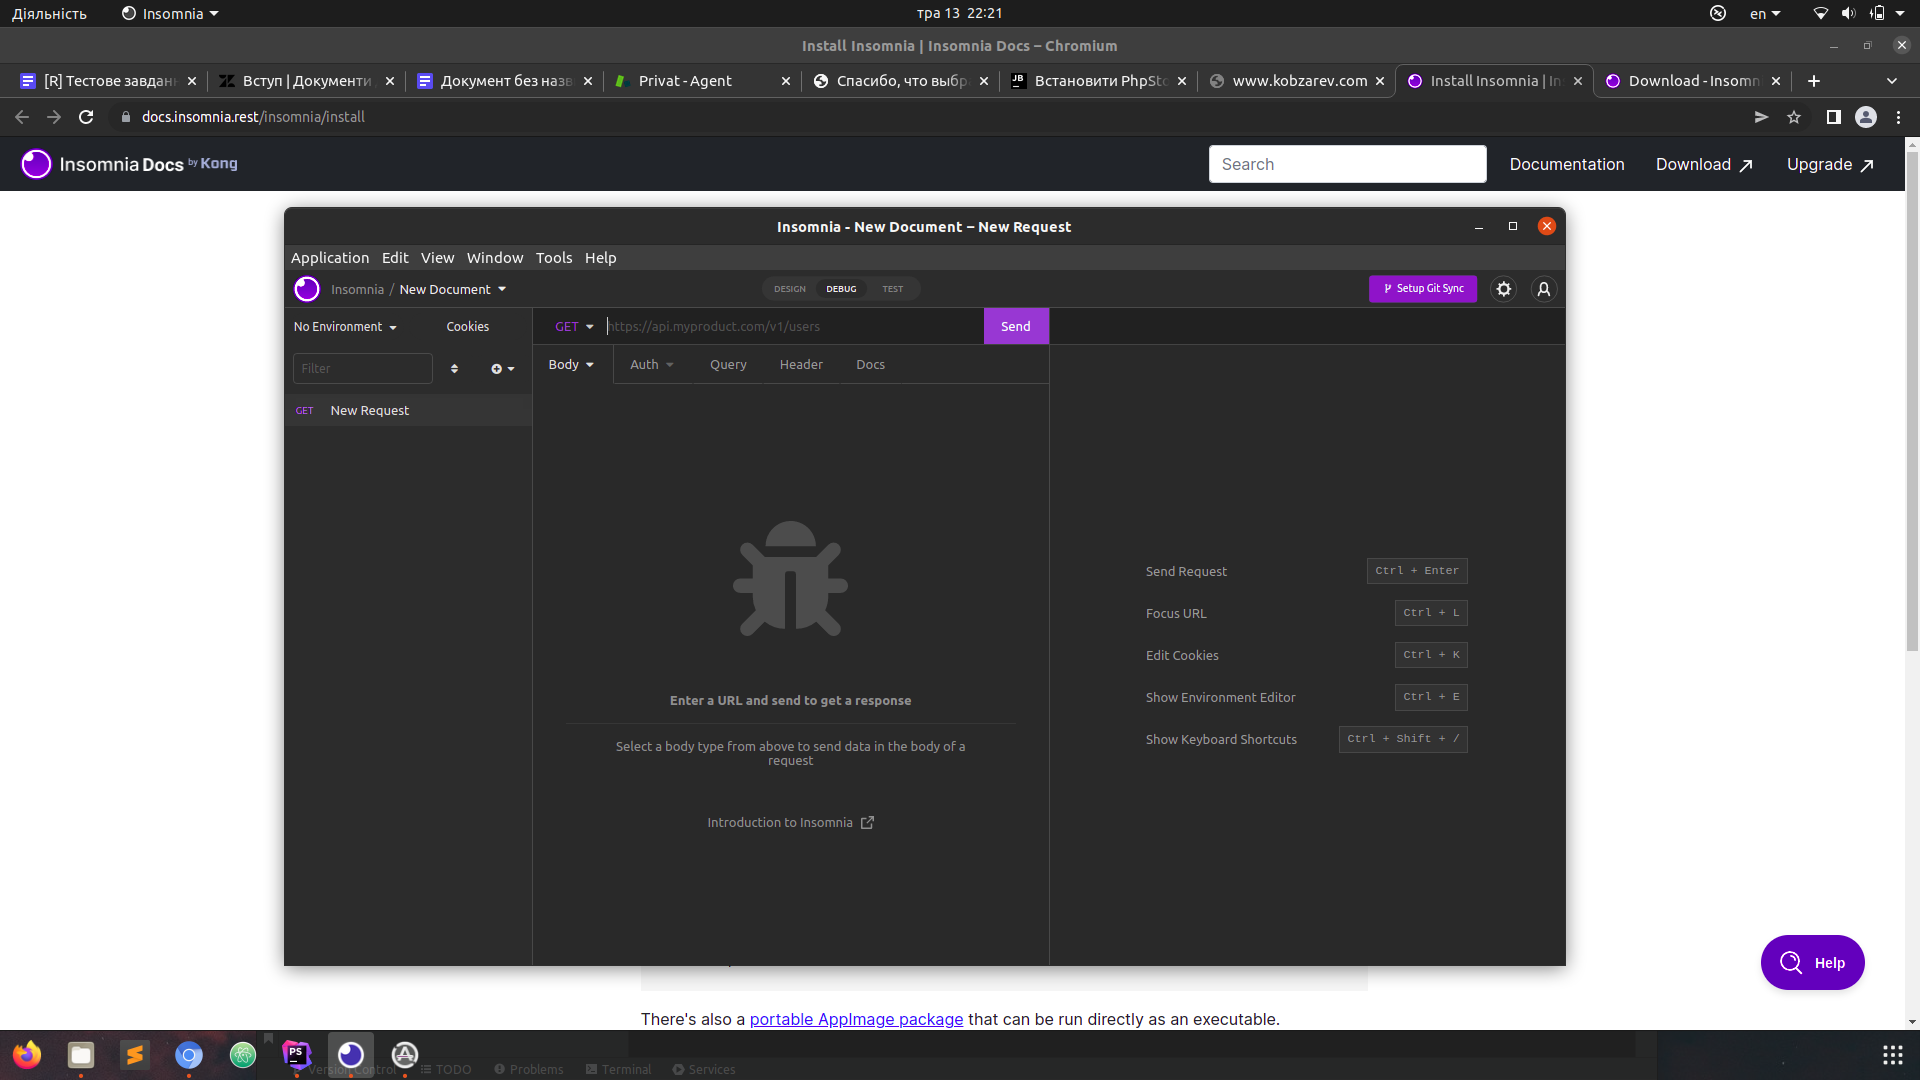 Діяльність
Insomnia
тра 13 22:21
en
Install Insomnia | Insomnia Docs – Chromium
[R] Тестове завдан
Вступ | Документи
Документ без назв
Privat - Agent
Спасибо, что выбр
Встановити PhpSto
www.kobzarev.com
Install Insomnia | In
Download - Insomn
docs.insomnia.rest/insomnia/install
Insomnia Docs by Kong
Search
Documentation
Download
Upgrade
Insomnia - New Document – New Request
Application Edit View Window Tools Help
Insomnia / New Document
DESIGN DEBUG TEST
Setup Git Sync
No Environment
Cookies
GET
https://api.myproduct.com/v1/users
Send
Filter
Body
Auth
Query
Header
Docs
GET New Request
Enter a URL and send to get a response
Select a body type from above to send data in the body of a
request
Introduction to Insomnia
Send Request Ctrl + Enter
Focus URL Ctrl + L
Edit Cookies Ctrl + K
Show Environment Editor Ctrl + E
Show Keyboard Shortcuts Ctrl + Shift + /
Help
There's also a portable AppImage package that can be run directly as an executable.
PS
Version Control TODO Problems Terminal Services